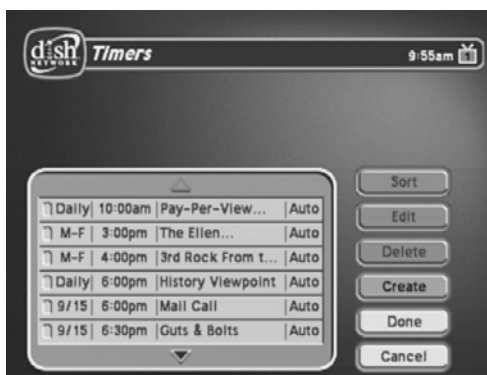 dish
NETWORK
Timers
9:55am 1
Daily 10:00am Pay-Per-View... Auto
M-F 3:00pm The Ellen... Auto
M-F 4:00pm 3rd Rock From t... Auto
Daily 6:00pm History Viewpoint Auto
9/15 6:00pm Mail Call Auto
9/15 6:30pm Guts & Bolts Auto
Sort
Edit
Delete
Create
Done
Cancel